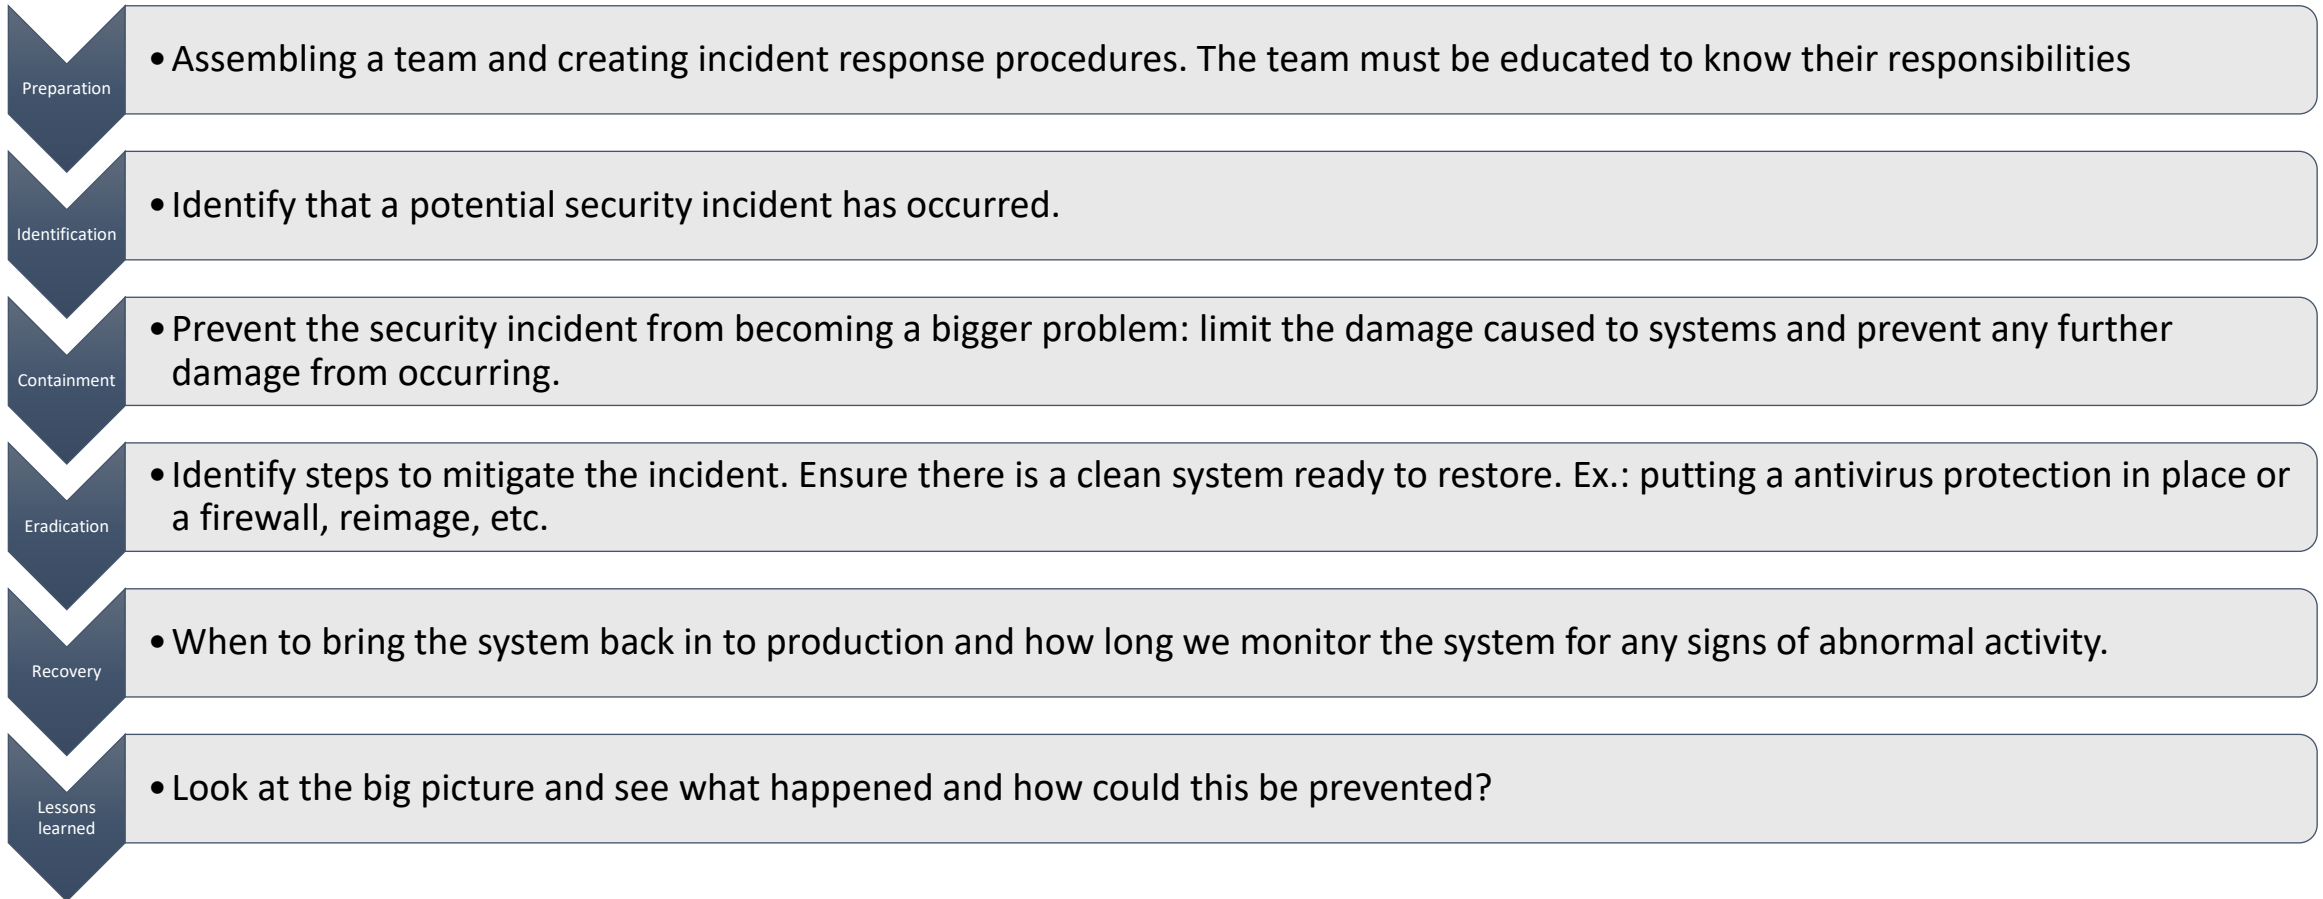 Preparation
• Assembling a team and creating incident response procedures. The team must be educated to know their responsibilities
Identification
• Identify that a potential security incident has occurred.
Containment
• Prevent the security incident from becoming a bigger problem: limit the damage caused to systems and prevent any further
damage from occurring.
Eradication
• Identify steps to mitigate the incident. Ensure there is a clean system ready to restore. Ex.: putting a antivirus protection in place or
a firewall, reimage, etc.
Recovery
• When to bring the system back in to production and how long we monitor the system for any signs of abnormal activity.
Lessons
learned
• Look at the big picture and see what happened and how could this be prevented?